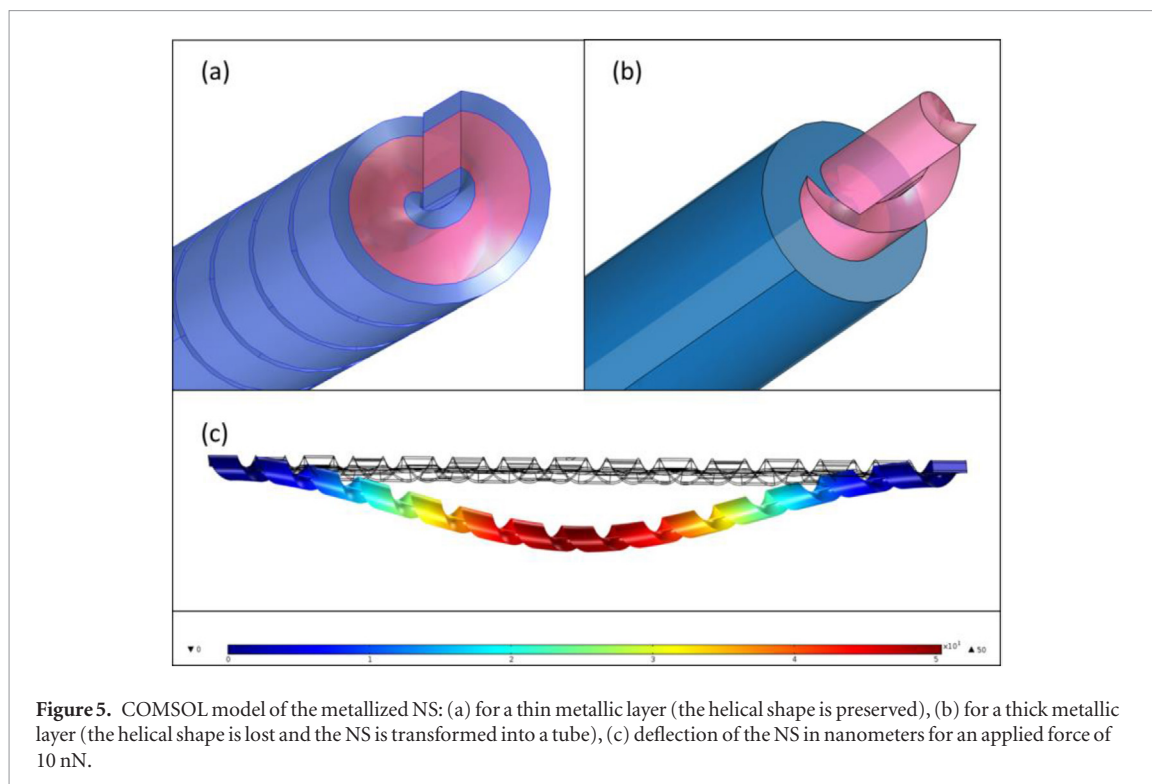 (a)
(b)
(c)
×10³
▼ 0
▲ 50
0 1 2 3 4 5
Figure 5. COMSOL model of the metallized NS: (a) for a thin metallic layer (the helical shape is preserved), (b) for a thick metallic
layer (the helical shape is lost and the NS is transformed into a tube), (c) deflection of the NS in nanometers for an applied force of
10 nN.